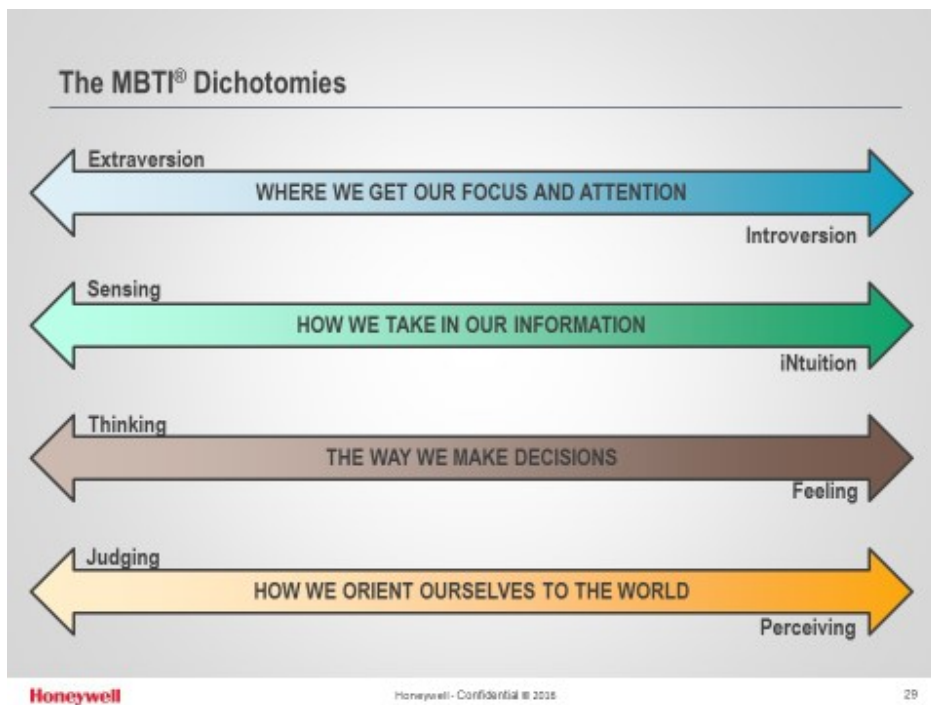 The MBTI® Dichotomies
Extraversion
WHERE WE GET OUR FOCUS AND ATTENTION
Introversion
Sensing
HOW WE TAKE IN OUR INFORMATION
iNtuition
Thinking
THE WAY WE MAKE DECISIONS
Feeling
Judging
HOW WE ORIENT OURSELVES TO THE WORLD
Perceiving
Honeywell
Honeywell - Confidential © 2016
29